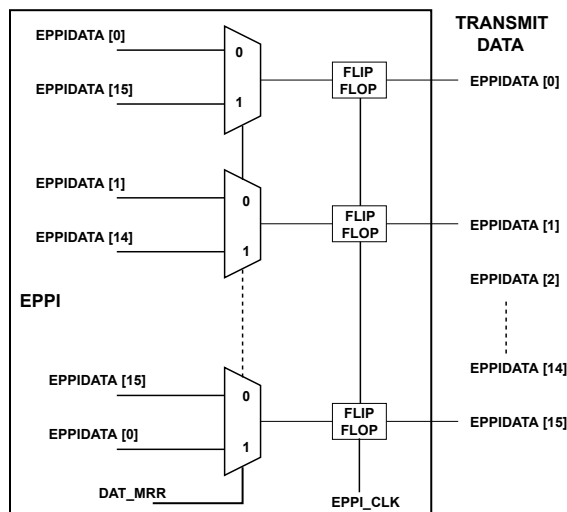 TRANSMIT
DATA
EPPIDATA [0]
0
EPPIDATA [15]
1
FLIP
FLOP
EPPIDATA [0]
EPPIDATA [1]
0
EPPIDATA [14]
1
FLIP
FLOP
EPPIDATA [1]
EPPIDATA [2]
EPPI
EPPIDATA [14]
EPPIDATA [15]
0
EPPIDATA [0]
1
FLIP
FLOP
EPPIDATA [15]
DAT_MRR
EPPI_CLK